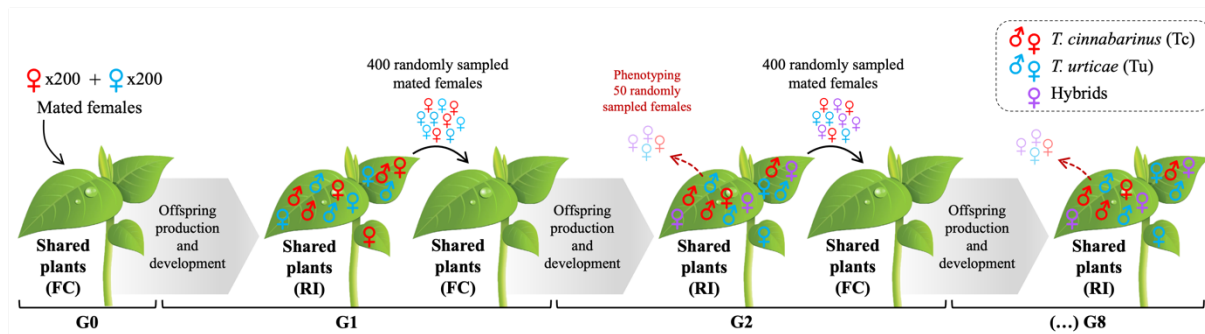 ♀x200 + ♀x200
Mated females
Shared
plants
(FC)
Offspring
production
and
development
Shared
plants
(RI)
400 randomly sampled
mated females
Shared
plants
(FC)
Offspring
production
and
development
Phenotyping
50 randomly
sampled females
Shared
plants
(RI)
400 randomly sampled
mated females
Shared
plants
(FC)
Offspring
production
and
development
Shared
plants
(RI)
♂♀ T. cinnabarinus (Tc)
♂♀ T. urticae (Tu)
♀ Hybrids
G0
G1
G2
(...) G8